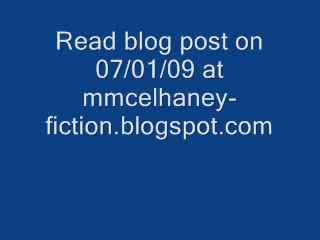 Read blog post on
07/01/09 at
mmcelhaney-
fiction.blogspot.com